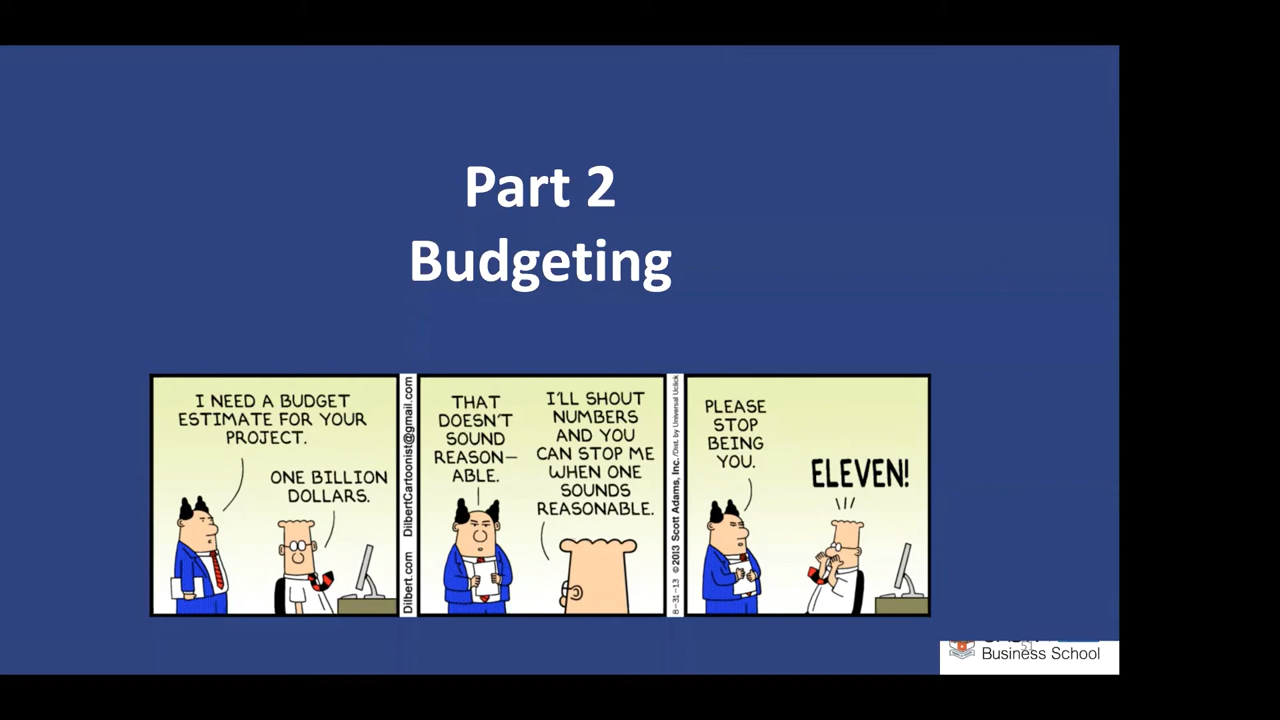 Part 2
Budgeting
I NEED A BUDGET
ESTIMATE FOR YOUR
PROJECT.
ONE BILLION
DOLLARS.
Dilbert.com DilbertCartoonist@gmail.com
THAT
DOESN'T
SOUND
REASON—
ABLE.
I'LL SHOUT
NUMBERS
AND YOU
CAN STOP ME
WHEN ONE
SOUNDS
REASONABLE.
8-31-13 ©2013 Scott Adams, Inc. /Dist. by Universal Uclick
PLEASE
STOP
BEING
YOU.
ELEVEN!
51
Business School